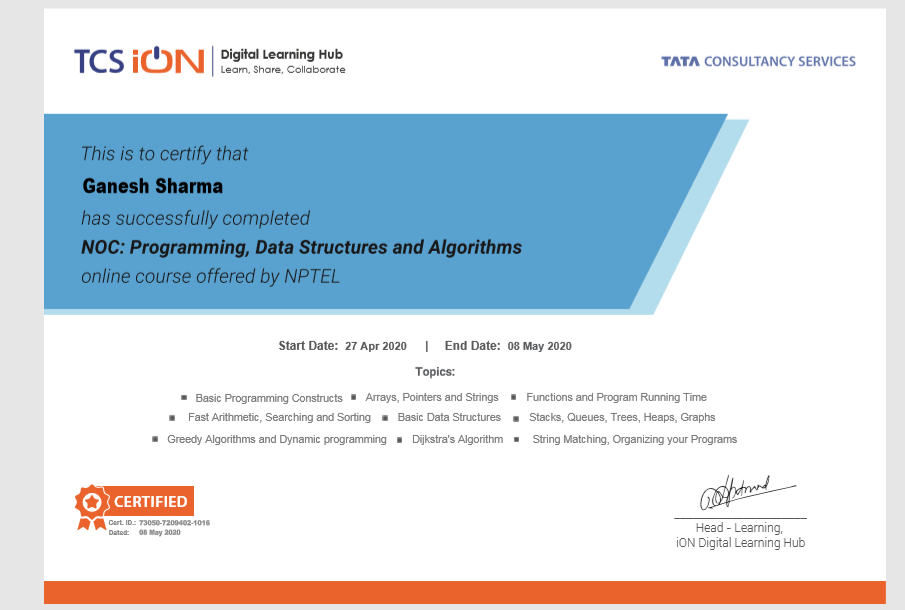 TCS iON
Digital Learning Hub
Learn, Share, Collaborate
TATA CONSULTANCY SERVICES
This is to certify that
Ganesh Sharma
has successfully completed
NOC: Programming, Data Structures and Algorithms
online course offered by NPTEL
Start Date: 27 Apr 2020 | End Date: 08 May 2020
Topics:
▪ Basic Programming Constructs ▪ Arrays, Pointers and Strings ▪ Functions and Program Running Time
▪ Fast Arithmetic, Searching and Sorting ▪ Basic Data Structures ▪ Stacks, Queues, Trees, Heaps, Graphs
▪ Greedy Algorithms and Dynamic programming ▪ Dijkstra's Algorithm ▪ String Matching, Organizing your Programs
CERTIFIED
Cert. ID.: 73050-7209402-1016
Dated: 08 May 2020
Head - Learning,
iON Digital Learning Hub